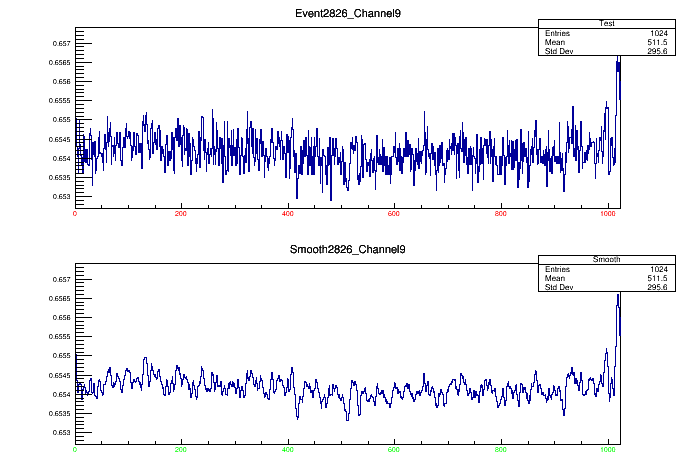 Event2826_Channel9
Test
Entries 1024
Mean 511.5
Std Dev 295.6
0.657
0.6565
0.656
0.6555
0.655
0.6545
0.654
0.6535
0.653
0 200 400 600 800 1000
Smooth2826_Channel9
Smooth
Entries 1024
Mean 511.5
Std Dev 295.6
0.657
0.6565
0.656
0.6555
0.655
0.6545
0.654
0.6535
0.653
0 200 400 600 800 1000